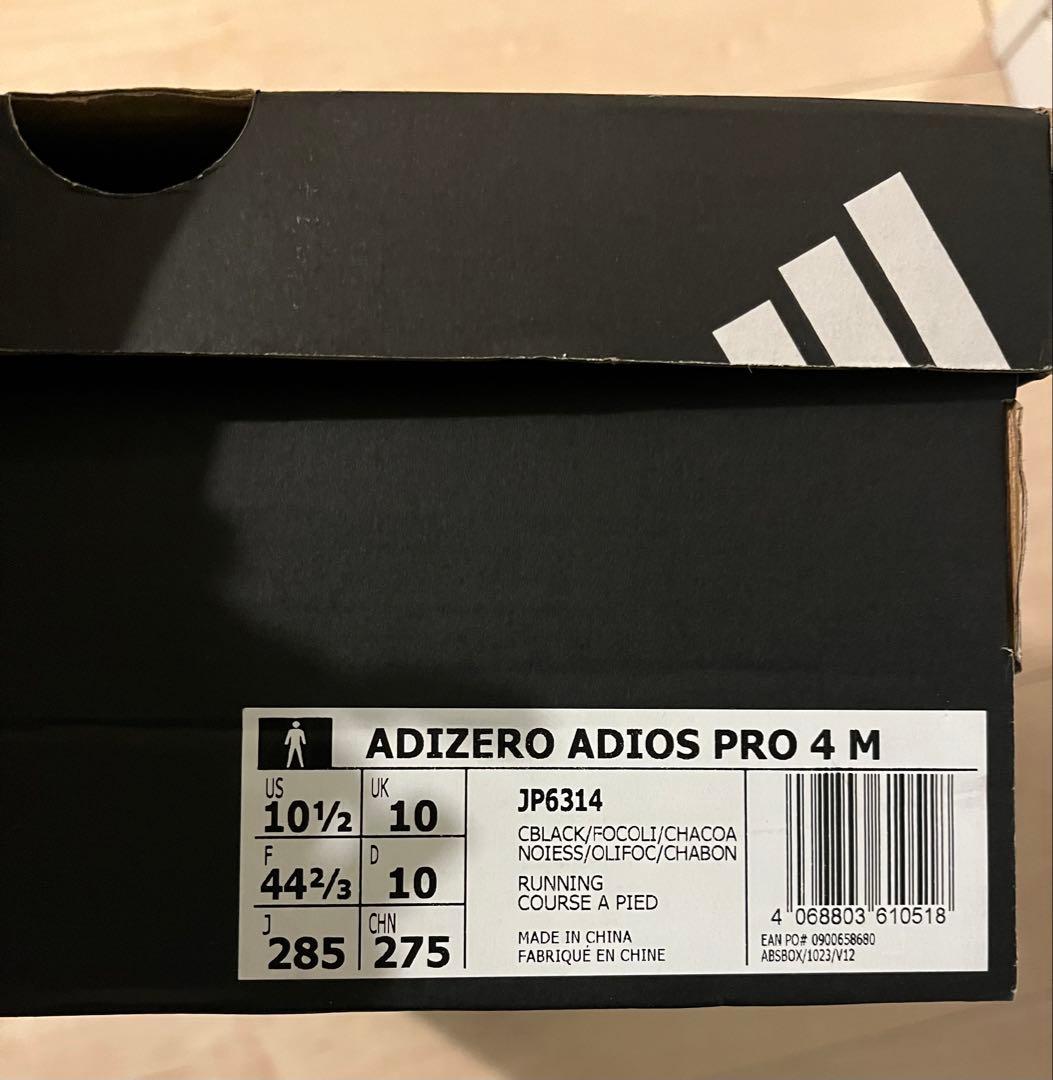 ADIZERO ADIOS PRO 4 M
US 10½
UK 10
F 44⅔
D 10
J 285
CHN 275
JP6314
CBLACK/FOCOLI/CHACOA
NOIESS/OLIFOC/CHABON
RUNNING
COURSE A PIED
MADE IN CHINA
FABRIQUÉ EN CHINE
4 068803 610518
EAN PO# 0900658680
ABSBOX/1023/V12